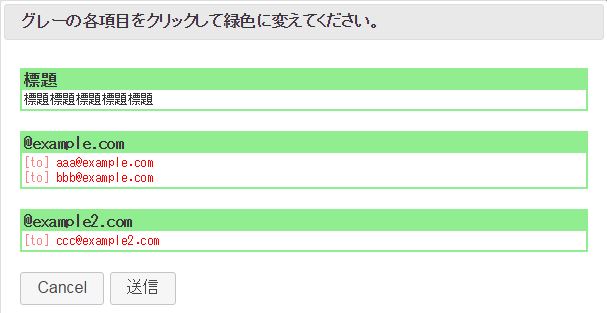 グレーの各項目をクリックして緑色に変えてください。
標題
標題標題標題標題標題
@example.com
[to] aaa@example.com
[to] bbb@example.com
@example2.com
[to] ccc@example2.com
Cancel 送信